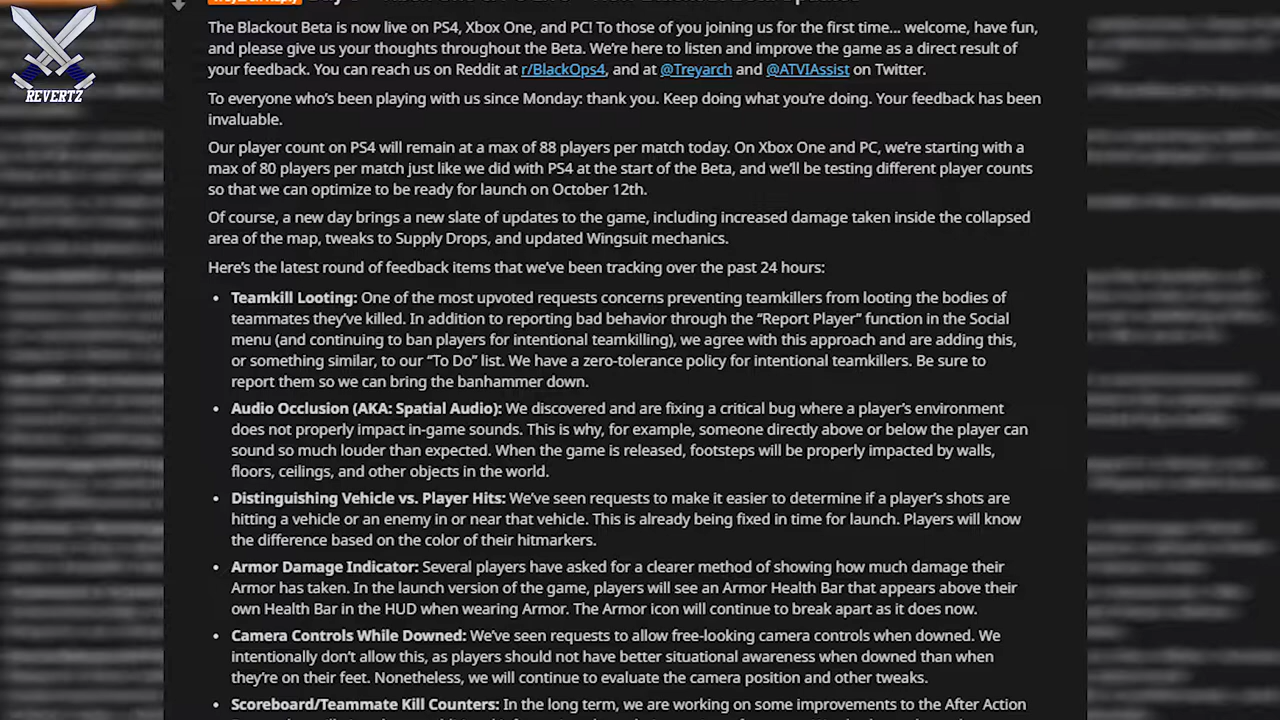 The Blackout Beta is now live on PS4, Xbox One, and PC! To those of you joining us for the first time... welcome, have fun,
and please give us your thoughts throughout the Beta. We're here to listen and improve the game as a direct result of
your feedback. You can reach us on Reddit at r/BlackOps4, and at @Treyarch and @ATVIAssist on Twitter.
REVERTZ
To everyone who's been playing with us since Monday: thank you. Keep doing what you're doing. Your feedback has been
invaluable.
Our player count on PS4 will remain at a max of 88 players per match today. On Xbox One and PC, we're starting with a
max of 80 players per match just like we did with PS4 at the start of the Beta, and we'll be testing different player counts
so that we can optimize to be ready for launch on October 12th.
Of course, a new day brings a new slate of updates to the game, including increased damage taken inside the collapsed
area of the map, tweaks to Supply Drops, and updated Wingsuit mechanics.
Here's the latest round of feedback items that we've been tracking over the past 24 hours:
• Teamkill Looting: One of the most upvoted requests concerns preventing teamkillers from looting the bodies of
teammates they've killed. In addition to reporting bad behavior through the “Report Player” function in the Social
menu (and continuing to ban players for intentional teamkilling), we agree with this approach and are adding this,
or something similar, to our “To Do” list. We have a zero-tolerance policy for intentional teamkillers. Be sure to
report them so we can bring the banhammer down.
• Audio Occlusion (AKA: Spatial Audio): We discovered and are fixing a critical bug where a player's environment
does not properly impact in-game sounds. This is why, for example, someone directly above or below the player can
sound so much louder than expected. When the game is released, footsteps will be properly impacted by walls,
floors, ceilings, and other objects in the world.
• Distinguishing Vehicle vs. Player Hits: We've seen requests to make it easier to determine if a player's shots are
hitting a vehicle or an enemy in or near that vehicle. This is already being fixed in time for launch. Players will know
the difference based on the color of their hitmarkers.
• Armor Damage Indicator: Several players have asked for a clearer method of showing how much damage their
Armor has taken. In the launch version of the game, players will see an Armor Health Bar that appears above their
own Health Bar in the HUD when wearing Armor. The Armor icon will continue to break apart as it does now.
• Camera Controls While Downed: We've seen requests to allow free-looking camera controls when downed. We
intentionally don't allow this, as players should not have better situational awareness when downed than when
they're on their feet. Nonetheless, we will continue to evaluate the camera position and other tweaks.
• Scoreboard/Teammate Kill Counters: In the long term, we are working on some improvements to the After Action